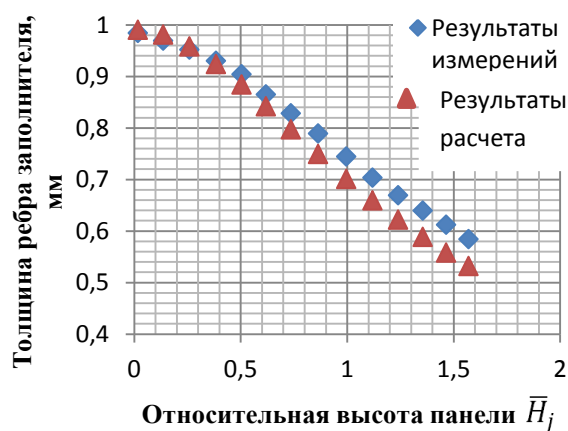 Толщина ребра заполнителя,
мм
1
0,9
0,8
0,7
0,6
0,5
0,4
0
0,5
1
1,5
2
Результаты
измерений
Результаты
расчета
Относительная высота панели H̅j